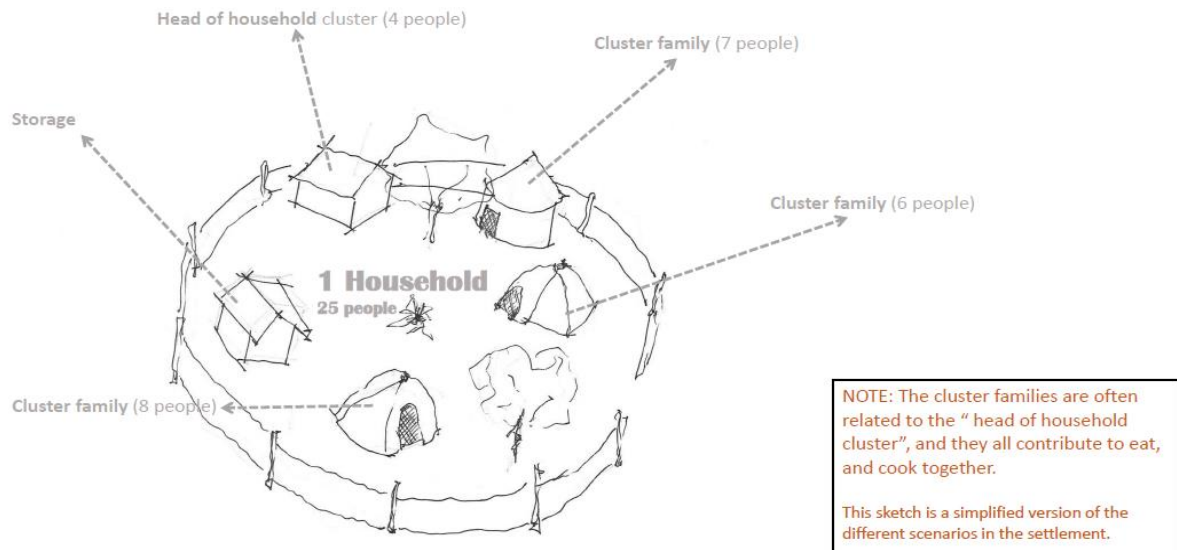 Head of household cluster (4 people)
Cluster family (7 people)
Storage
Cluster family (6 people)
1 Household
25 people
Cluster family (8 people)
NOTE: The cluster families are often
related to the “ head of household
cluster”, and they all contribute to eat,
and cook together.
This sketch is a simplified version of the
different scenarios in the settlement.